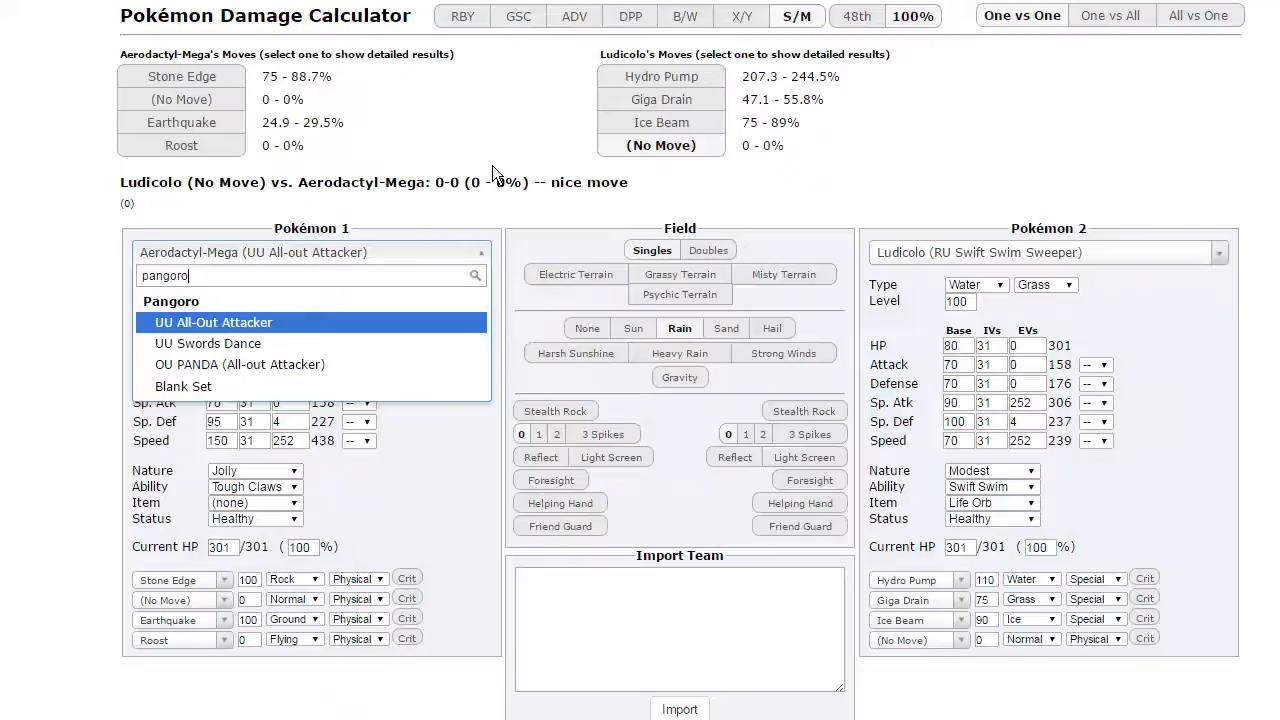 Pokémon Damage Calculator RBY GSC ADV DPP B/W X/Y S/M 48th 100% One vs One One vs All All vs One
Aerodactyl-Mega's Moves (select one to show detailed results)
Stone Edge 75 - 88.7%
(No Move) 0 - 0%
Earthquake 24.9 - 29.5%
Roost 0 - 0%
Ludicolo's Moves (select one to show detailed results)
Hydro Pump 207.3 - 244.5%
Giga Drain 47.1 - 55.8%
Ice Beam 75 - 89%
(No Move) 0 - 0%
Ludicolo (No Move) vs. Aerodactyl-Mega: 0-0 (0 - 0%) -- nice move
(0)
Pokémon 1
Aerodactyl-Mega (UU All-out Attacker)
pangoro
Pangoro
UU All-Out Attacker
UU Swords Dance
OU PANDA (All-out Attacker)
Blank Set
Sp. Atk 70 31 0 158 --
Sp. Def 95 31 4 227 --
Speed 150 31 252 438 --
Nature Jolly
Ability Tough Claws
Item (none)
Status Healthy
Current HP 301 /301 ( 100 %)
Stone Edge 100 Rock Physical Crit
(No Move) 0 Normal Physical Crit
Earthquake 100 Ground Physical Crit
Roost 0 Flying Physical Crit
Field
Singles Doubles
Electric Terrain Grassy Terrain Misty Terrain
Psychic Terrain
None Sun Rain Sand Hail
Harsh Sunshine Heavy Rain Strong Winds
Gravity
Stealth Rock Stealth Rock
0 1 2 3 Spikes 0 1 2 3 Spikes
Reflect Light Screen Reflect Light Screen
Foresight Foresight
Helping Hand Helping Hand
Friend Guard Friend Guard
Import Team
Import
Pokémon 2
Ludicolo (RU Swift Swim Sweeper)
Type Water Grass
Level 100
Base IVs EVs
HP 80 31 0 301
Attack 70 31 0 158 --
Defense 70 31 0 176 --
Sp. Atk 90 31 252 306 --
Sp. Def 100 31 4 237 --
Speed 70 31 252 239 --
Nature Modest
Ability Swift Swim
Item Life Orb
Status Healthy
Current HP 301 /301 ( 100 %)
Hydro Pump 110 Water Special Crit
Giga Drain 75 Grass Special Crit
Ice Beam 90 Ice Special Crit
(No Move) 0 Normal Physical Crit